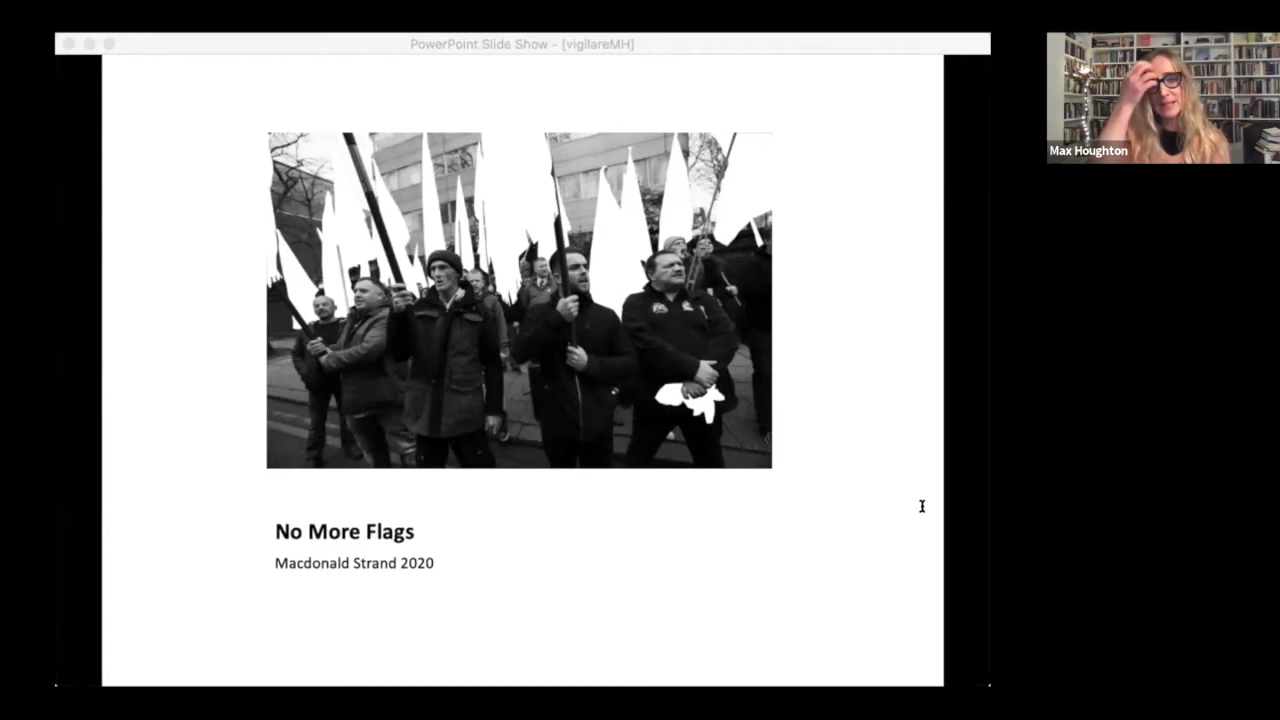 PowerPoint Slide Show - [vigilareMH]
Max Houghton
No More Flags
Macdonald Strand 2020